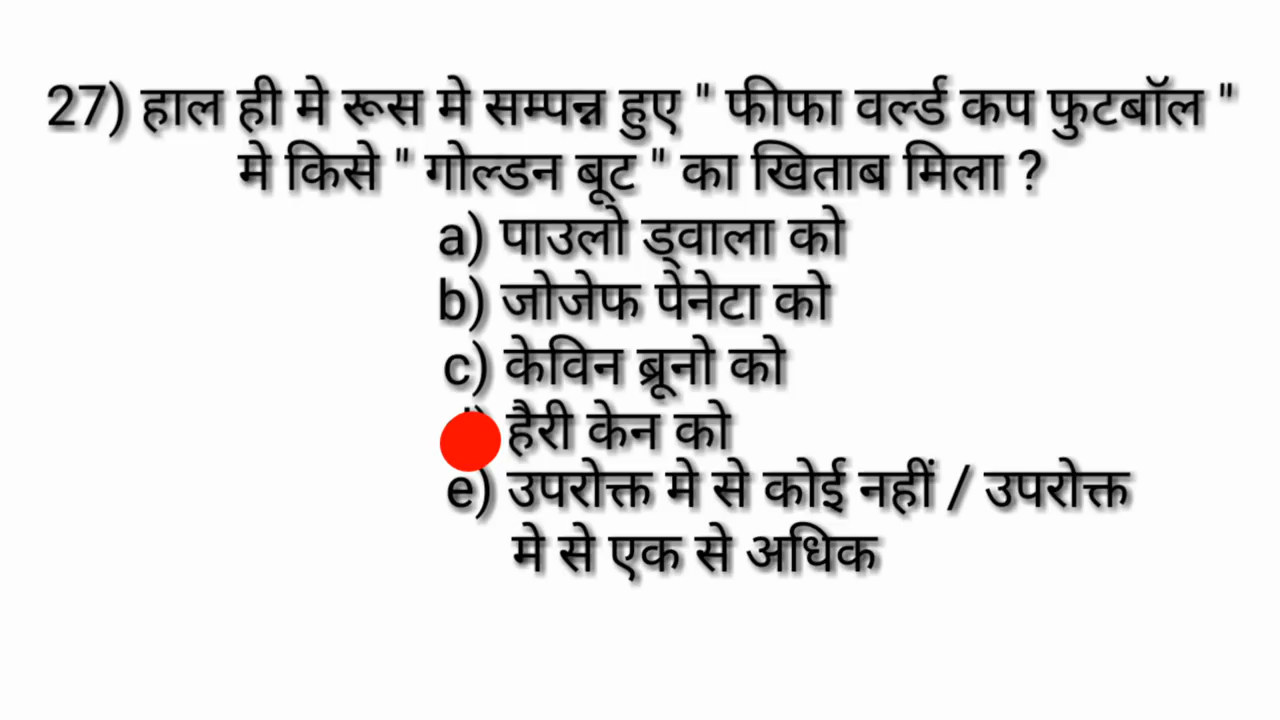 27) हाल ही मे रूस मे सम्पन्न हुए " फीफा वर्ल्ड कप फुटबॉल "
मे किसे " गोल्डन बूट " का खिताब मिला ?
a) पाउलो ड्वाला को
b) जोजेफ पेनेटा को
c) केविन ब्रूनो को
हैरी केन को
e) उपरोक्त मे से कोई नहीं / उपरोक्त
मे से एक से अधिक